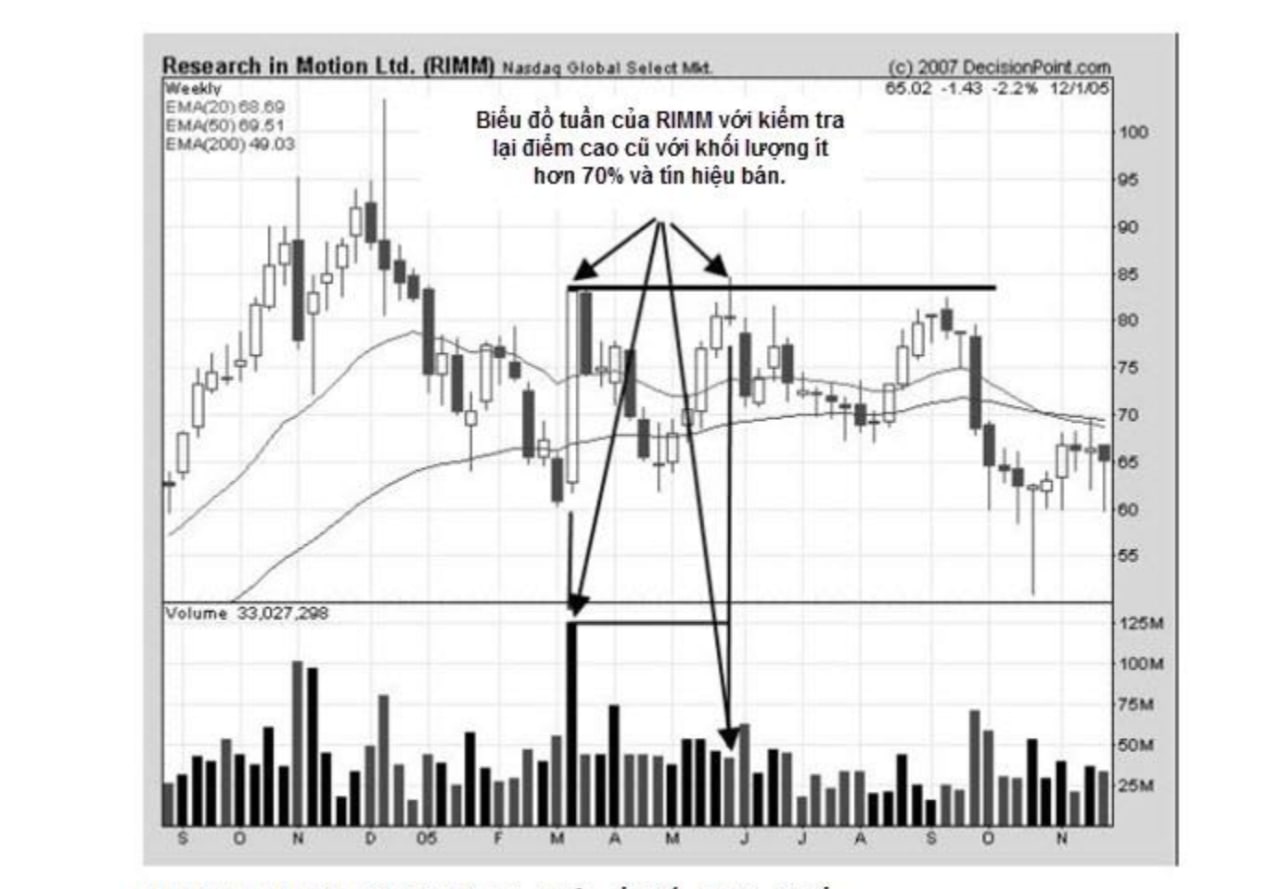 Research in Motion Ltd. (RIMM) Nasdaq Global Select Mkt.
(c) 2007 DecisionPoint.com
Weekly
65.02 -1.43 -2.2% 12/1/05
EMA(20) 68.69
EMA(50) 69.51
EMA(200) 49.03
Biểu đồ tuần của RIMM với kiểm tra
lại điểm cao cũ với khối lượng ít
hơn 70% và tín hiệu bán.
100
95
90
85
80
75
70
65
60
55
Volume 33,027,298
125M
100M
75M
50M
25M
S O N D 05 F M A M J J A S O N